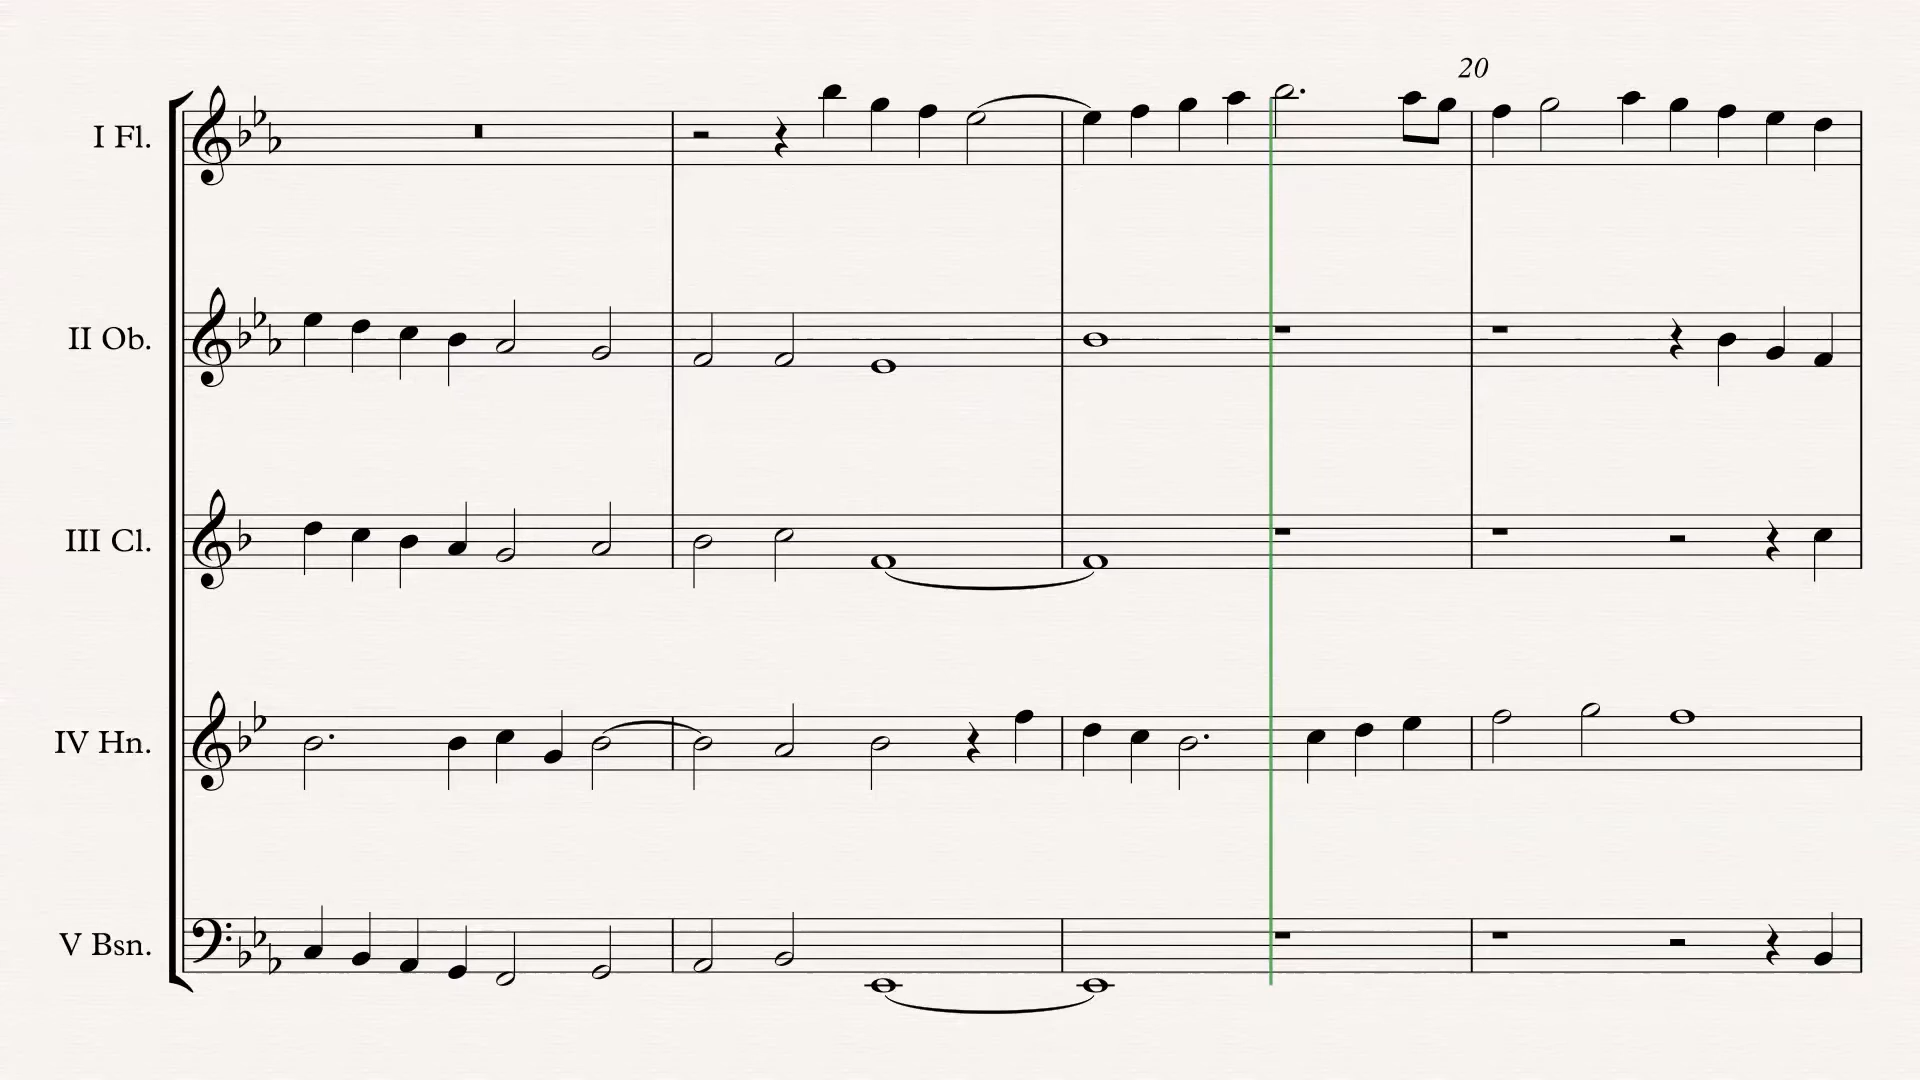 20
I Fl.
II Ob.
III Cl.
IV Hn.
V Bsn.